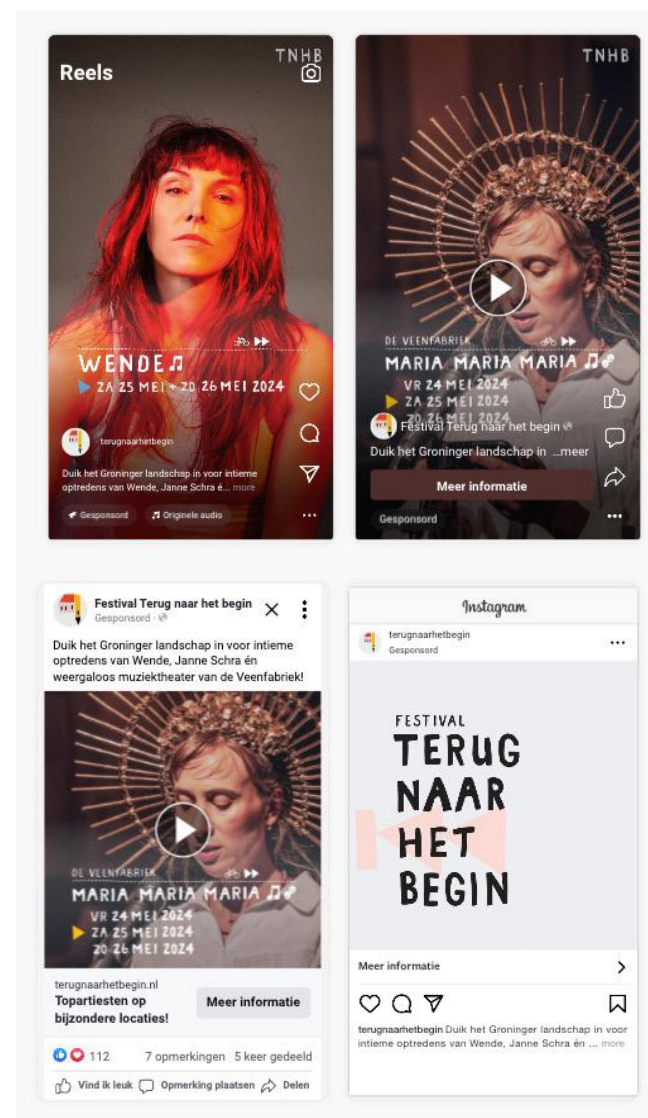 TNHB
Reels
WENDE
ZA 25 MEI + ZO 26 MEI 2024
terugnaarhetbegin
Duik het Groninger landschap in voor intieme
optredens van Wende, Janne Schra é... more
Gesponsord
Originele audio
TNHB
DE VEENFABRIEK
MARIA MARIA MARIA
VR 24 MEI 2024
ZA 25 MEI 2024
ZO 26 MEI 2024
Festival Terug naar het begin
Duik het Groninger landschap in ...meer
Meer informatie
Gesponsord
Festival Terug naar het begin
Gesponsord ·
Duik het Groninger landschap in voor intieme
optredens van Wende, Janne Schra én
weergaloos muziektheater van de Veenfabriek!
DE VEENFABRIEK
MARIA MARIA MARIA
VR 24 MEI 2024
ZA 25 MEI 2024
ZO 26 MEI 2024
terugnaarhetbegin.nl
Topartiesten op
bijzondere locaties!
Meer informatie
112
7 opmerkingen 5 keer gedeeld
Vind ik leuk
Opmerking plaatsen
Delen
Instagram
terugnaarhetbegin
Gesponsord
FESTIVAL
TERUG
NAAR
HET
BEGIN
Meer informatie
terugnaarhetbegin Duik het Groninger landschap in voor
intieme optredens van Wende, Janne Schra én ... more